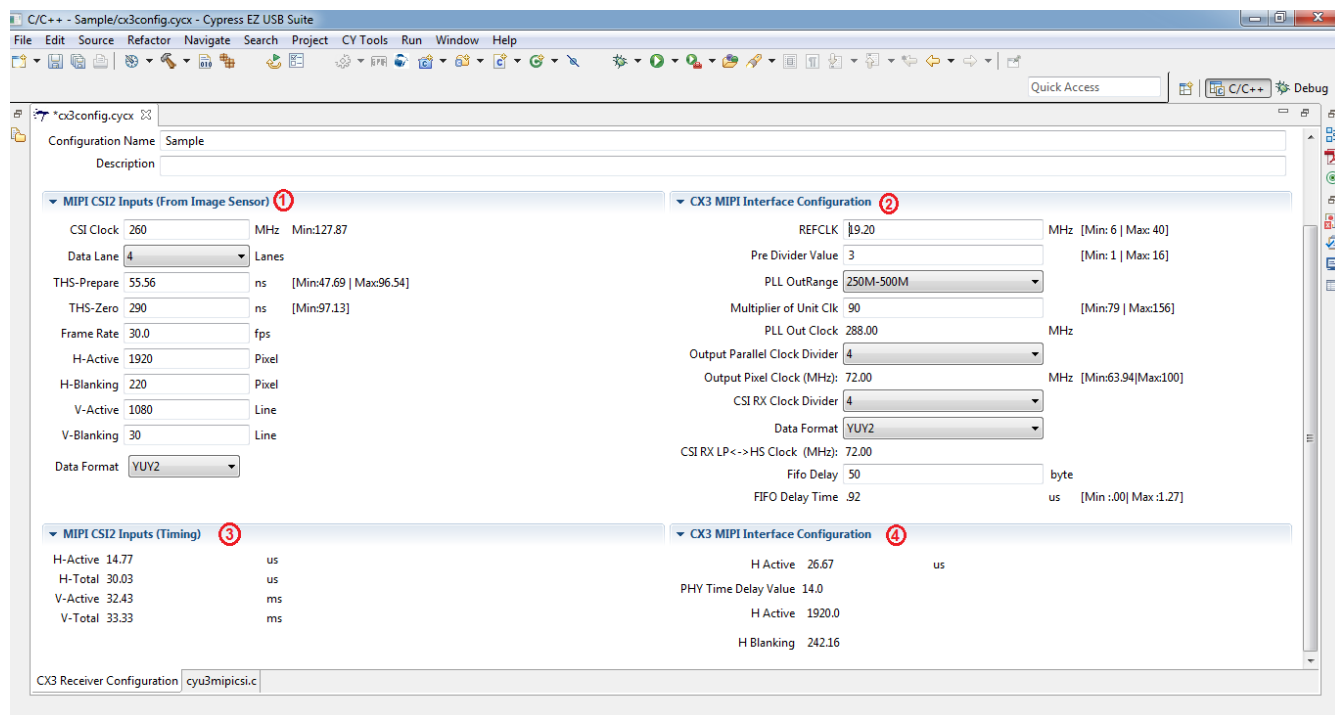 C/C++ - Sample/cx3config.cycx - Cypress EZ USB Suite
File Edit Source Refactor Navigate Search Project CY Tools Run Window Help
Quick Access C/C++ Debug
*cx3config.cycx
Configuration Name Sample
Description
MIPI CSI2 Inputs (From Image Sensor) 1
CSI Clock 260 MHz Min:127.87
Data Lane 4 Lanes
THS-Prepare 55.56 ns [Min:47.69 | Max:96.54]
THS-Zero 290 ns [Min:97.13]
Frame Rate 30.0 fps
H-Active 1920 Pixel
H-Blanking 220 Pixel
V-Active 1080 Line
V-Blanking 30 Line
Data Format YUY2
CX3 MIPI Interface Configuration 2
REFCLK 19.20 MHz [Min: 6 | Max: 40]
Pre Divider Value 3 [Min: 1 | Max: 16]
PLL OutRange 250M-500M
Multiplier of Unit Clk 90 [Min:79 | Max:156]
PLL Out Clock 288.00 MHz
Output Parallel Clock Divider 4
Output Pixel Clock (MHz): 72.00 MHz [Min:63.94|Max:100]
CSI RX Clock Divider 4
Data Format YUY2
CSI RX LP<->HS Clock (MHz): 72.00
Fifo Delay 50 byte
FIFO Delay Time .92 us [Min :.00| Max :1.27]
MIPI CSI2 Inputs (Timing) 3
H-Active 14.77 us
H-Total 30.03 us
V-Active 32.43 ms
V-Total 33.33 ms
CX3 MIPI Interface Configuration 4
H Active 26.67 us
PHY Time Delay Value 14.0
H Active 1920.0
H Blanking 242.16
CX3 Receiver Configuration cyu3mipicsi.c